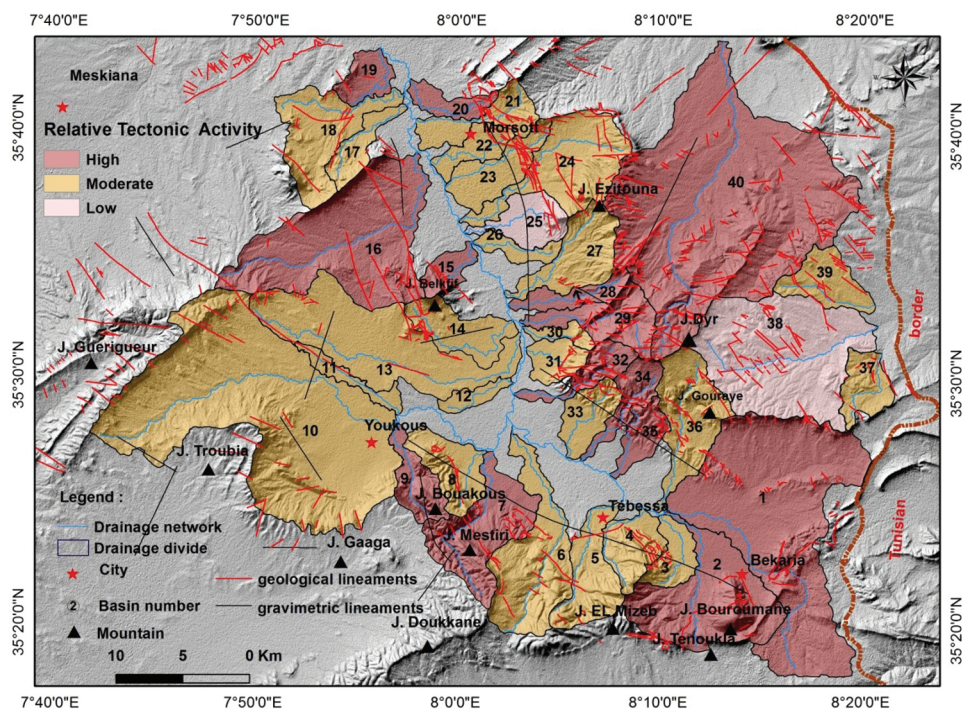 7°40'0"E 7°50'0"E 8°0'0"E 8°10'0"E 8°20'0"E
35°40'0"N
35°30'0"N
35°20'0"N
35°40'0"N
35°30'0"N
35°20'0"N
Meskiana
Relative Tectonic Activity
High
Moderate
Low
19
20
21
18
Morsott
22
17
24
23
40
J. Ezitouna
25
26
16
27
39
15
J. Belkfif
28
29
38
14
30
J.Dyr
J. Guerigueur
31
32
11
13
34
37
12
J. Gouraye
33
Youkous
35
36
10
J. Troubia
9
8
J. Bouakous
1
Legend :
7
Tébessa
Drainage network
J. Mestiri
4
Drainage divide
J. Gaaga
6
5
3
2
Bekaria
City
geological lineaments
2
Basin number
gravimetric lineaments
J. EL Mizeb
J. Bouroumane
Mountain
J. Doukkane
J. Tenoukla
10 5 0 Km
border
Tunisian
7°40'0"E 7°50'0"E 8°0'0"E 8°10'0"E 8°20'0"E